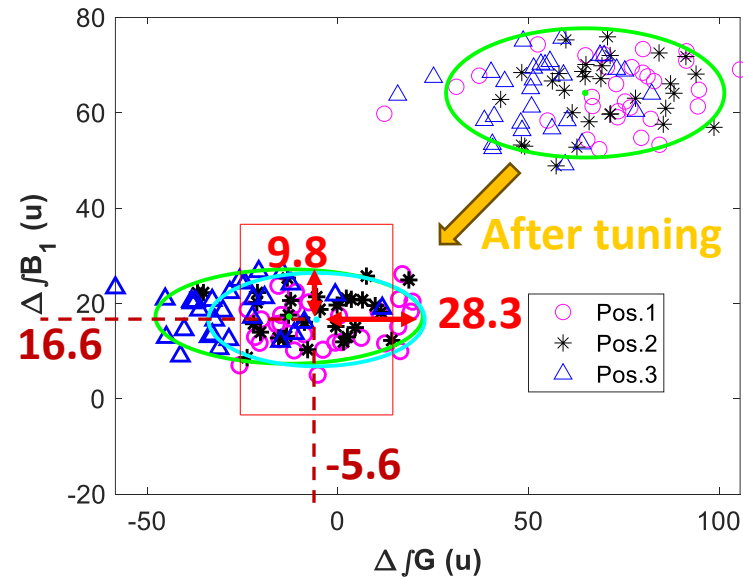 80
60
40
20
0
-20
-50
0
50
100
Δ∫B₁ (u)
Δ∫G (u)
After tuning
9.8
28.3
16.6
-5.6
Pos.1
Pos.2
Pos.3